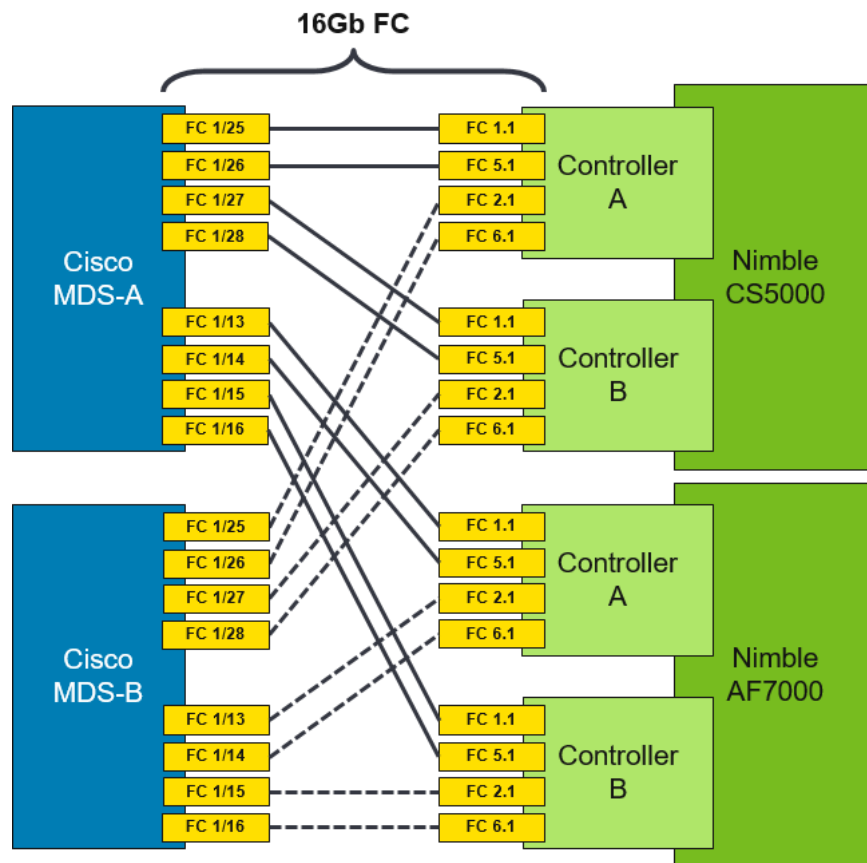 16Gb FC
FC 1/25
FC 1/26
FC 1/27
FC 1/28
Cisco
MDS-A
FC 1/13
FC 1/14
FC 1/15
FC 1/16
FC 1/25
FC 1/26
FC 1/27
FC 1/28
Cisco
MDS-B
FC 1/13
FC 1/14
FC 1/15
FC 1/16
FC 1.1
FC 5.1
FC 2.1
FC 6.1
Controller
A
FC 1.1
FC 5.1
FC 2.1
FC 6.1
Controller
B
Nimble
CS5000
FC 1.1
FC 5.1
FC 2.1
FC 6.1
Controller
A
FC 1.1
FC 5.1
FC 2.1
FC 6.1
Controller
B
Nimble
AF7000